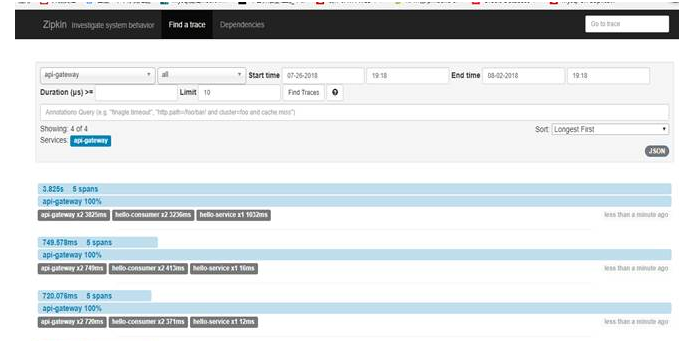 Zipkin Investigate system behavior Find a trace Dependencies Go to trace
api-gateway all Start time 07-26-2018 19:18 End time 08-02-2018 19:18
Duration (μs) >= Limit 10 Find Traces
Annotations Query (e.g. "finagle.timeout", "http.path=/foo/bar/ and cluster=foo and cache.miss")
Showing: 4 of 4 Sort: Longest First
Services: api-gateway
JSON
3.825s 5 spans
api-gateway 100%
api-gateway x2 3825ms hello-consumer x2 3236ms hello-service x1 1032ms less than a minute ago
749.578ms 5 spans
api-gateway 100%
api-gateway x2 749ms hello-consumer x2 413ms hello-service x1 16ms less than a minute ago
720.076ms 5 spans
api-gateway 100%
api-gateway x2 720ms hello-consumer x2 371ms hello-service x1 12ms less than a minute ago